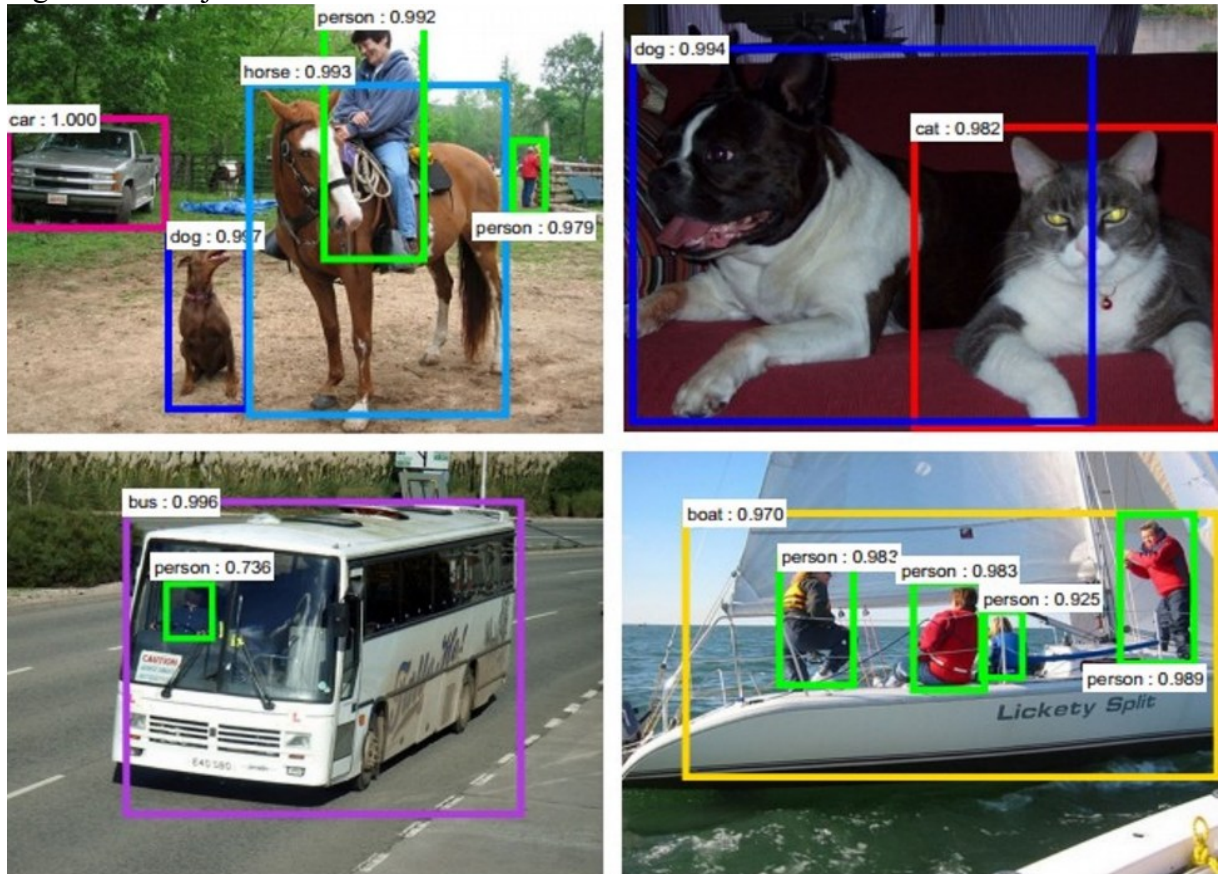 person : 0.992
horse : 0.993
car : 1.000
person : 0.979
dog : 0.997
dog : 0.994
cat : 0.982
bus : 0.996
person : 0.736
CAUTION
boat : 0.970
person : 0.983
person : 0.983
person : 0.925
person : 0.989
Lickety Split